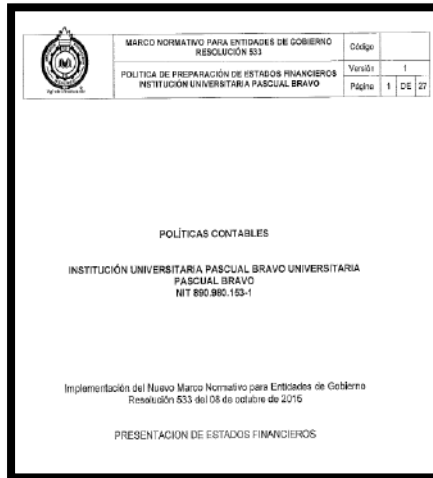 MARCO NORMATIVO PARA ENTIDADES DE GOBIERNO
RESOLUCIÓN 533
Código
POLITICA DE PREPARACIÓN DE ESTADOS FINANCIEROS
INSTITUCIÓN UNIVERSITARIA PASCUAL BRAVO
Versión 1
Página 1 DE 27
POLÍTICAS CONTABLES
INSTITUCIÓN UNIVERSITARIA PASCUAL BRAVO UNIVERSITARIA
PASCUAL BRAVO
NIT 890.980.153-1
Implementación del Nuevo Marco Normativo para Entidades de Gobierno
Resolución 533 del 08 de octubre de 2015
PRESENTACION DE ESTADOS FINANCIEROS